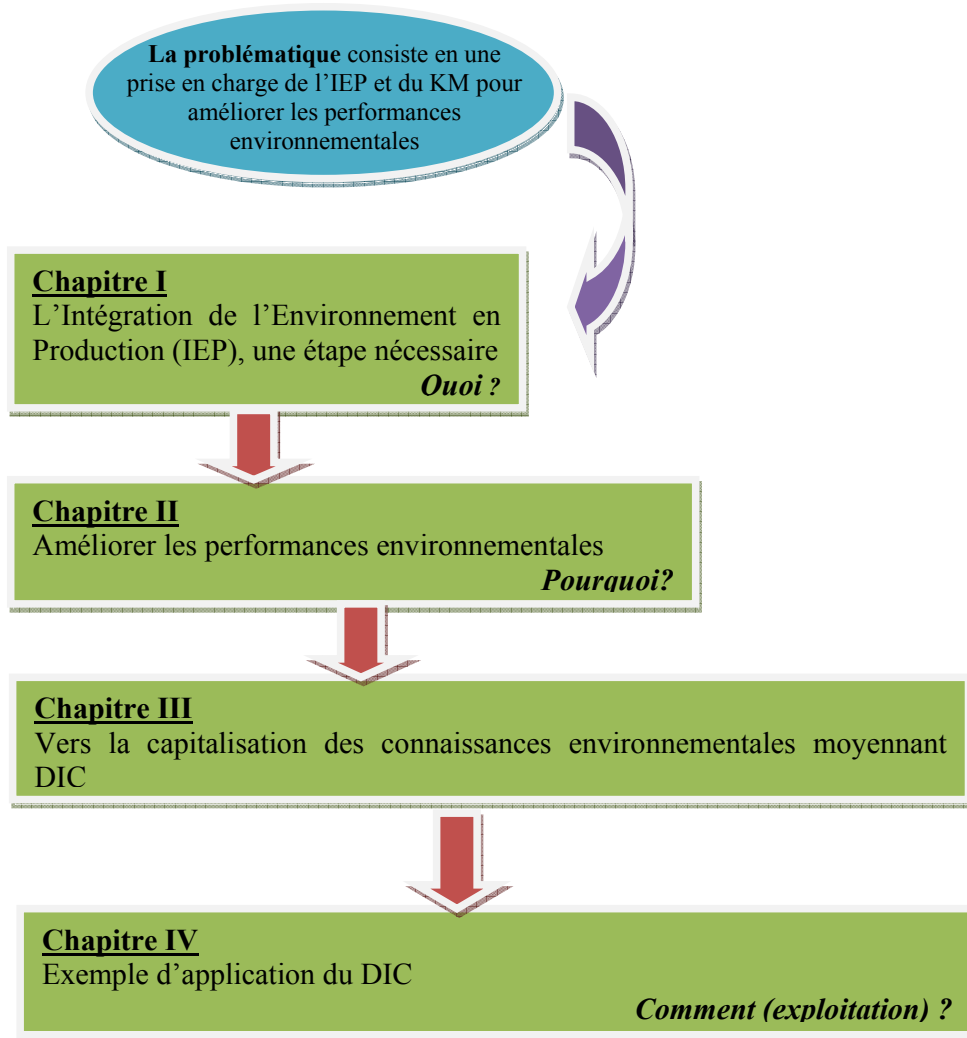 La problématique consiste en une
prise en charge de l’IEP et du KM pour
améliorer les performances
environnementales
Chapitre I
L’Intégration de l’Environnement en
Production (IEP), une étape nécessaire
Quoi ?
Chapitre II
Améliorer les performances environnementales
Pourquoi?
Chapitre III
Vers la capitalisation des connaissances environnementales moyennant
DIC
Chapitre IV
Exemple d’application du DIC
Comment (exploitation) ?